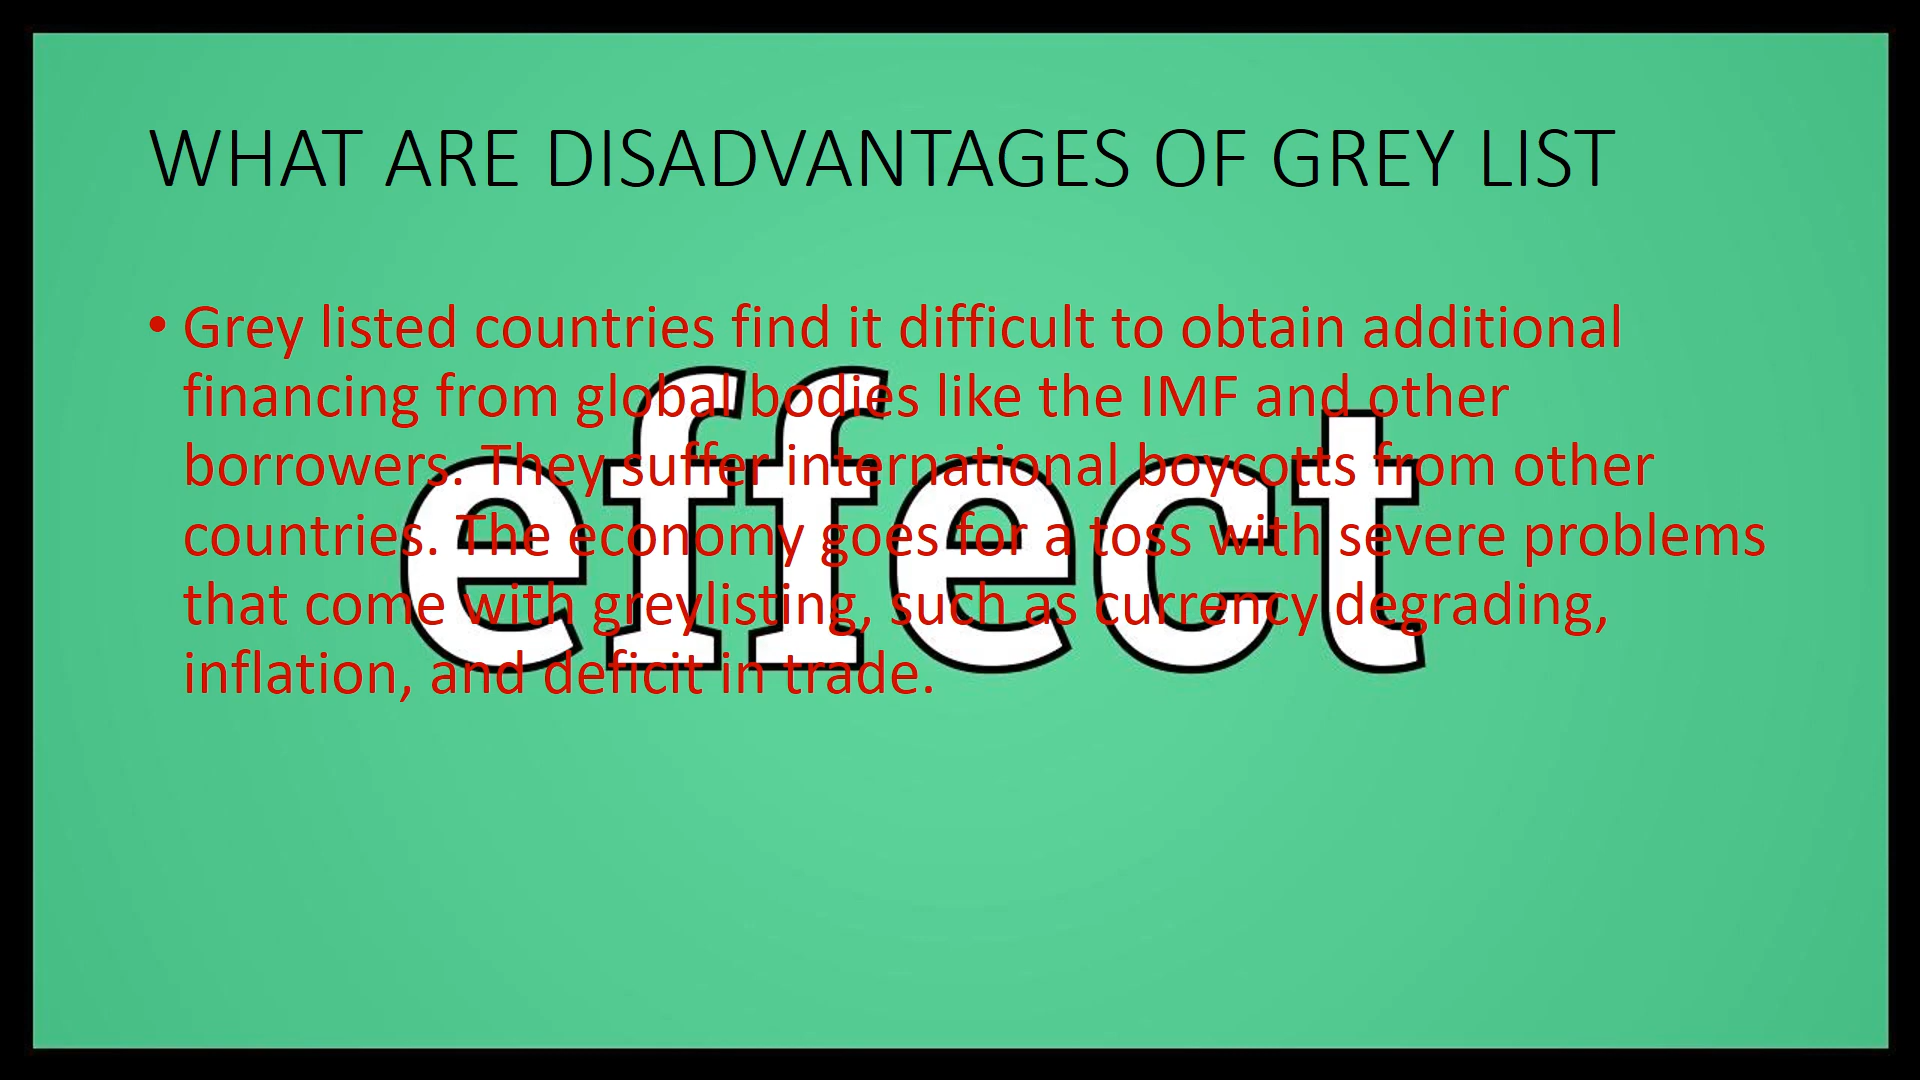 WHAT ARE DISADVANTAGES OF GREY LIST
• Grey listed countries find it difficult to obtain additional
financing from global bodies like the IMF and other
borrowers. They suffer international boycotts from other
countries. The economy goes for a toss with severe problems
that come with greylisting, such as currency degrading,
inflation, and deficit in trade.
effect